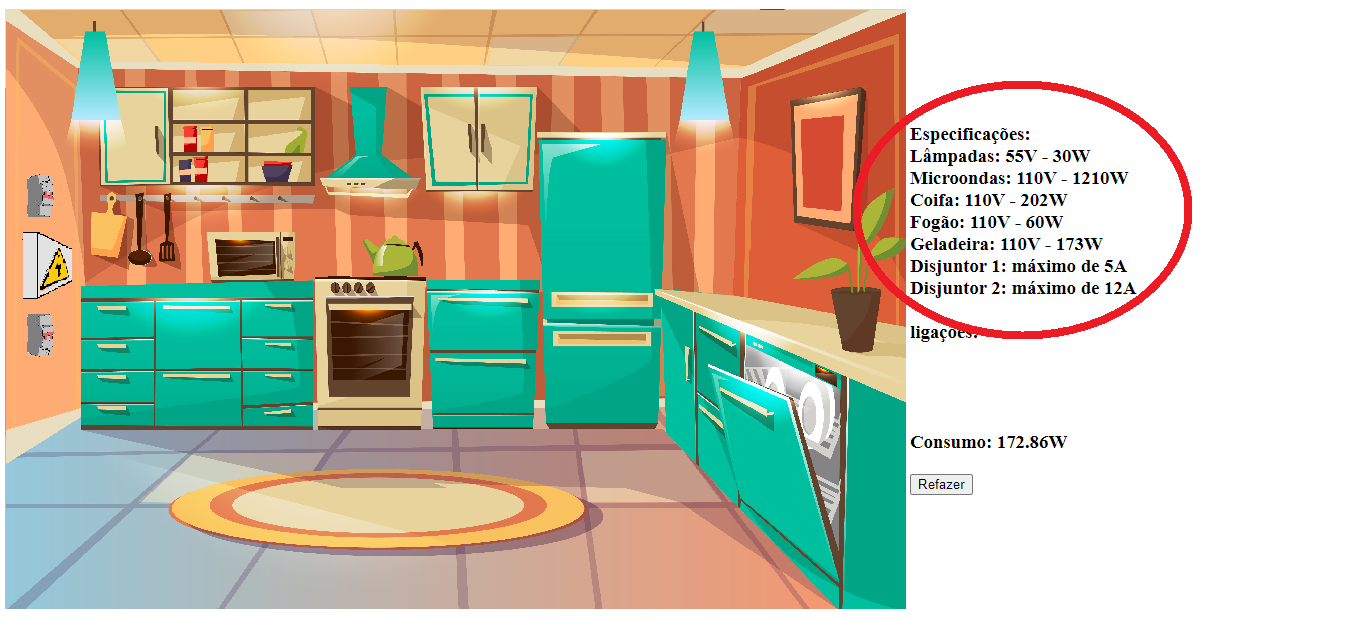 Especificações:
Lâmpadas: 55V - 30W
Microondas: 110V - 1210W
Coifa: 110V - 202W
Fogão: 110V - 60W
Geladeira: 110V - 173W
Disjuntor 1: máximo de 5A
Disjuntor 2: máximo de 12A
ligações:
Consumo: 172.86W
Refazer